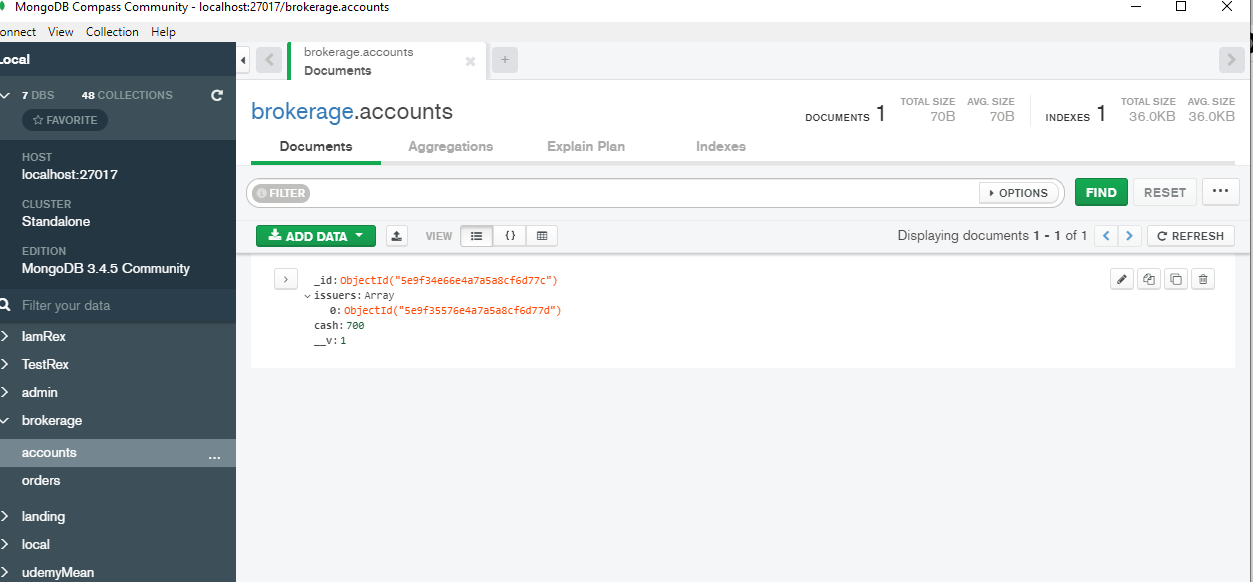 MongoDB Compass Community - localhost:27017/brokerage.accounts
onnect View Collection Help
Local
7 DBS 48 COLLECTIONS
FAVORITE
HOST
localhost:27017
CLUSTER
Standalone
EDITION
MongoDB 3.4.5 Community
Filter your data
IamRex
TestRex
admin
brokerage
accounts ...
orders
landing
local
udemyMean
brokerage.accounts
Documents
brokerage.accounts
DOCUMENTS 1 TOTAL SIZE 70B AVG. SIZE 70B INDEXES 1 TOTAL SIZE 36.0KB AVG. SIZE 36.0KB
Documents Aggregations Explain Plan Indexes
FILTER OPTIONS FIND RESET ...
ADD DATA VIEW {} Displaying documents 1 - 1 of 1 REFRESH
_id: ObjectId("5e9f34e66e4a7a5a8cf6d77c")
issuers: Array
0: ObjectId("5e9f35576e4a7a5a8cf6d77d")
cash: 700
__v: 1